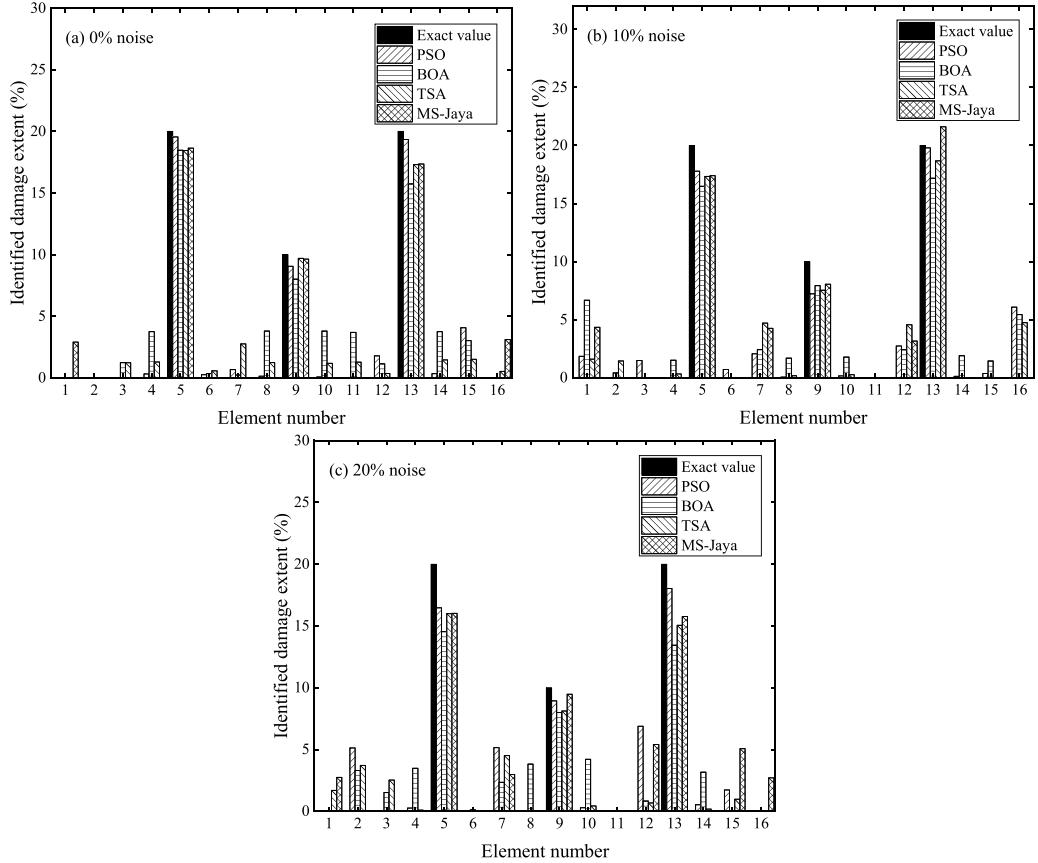 (a) 0% noise
Exact value
PSO
BOA
TSA
MS-Jaya
Identified damage extent (%)
30
25
20
15
10
5
0
1 2 3 4 5 6 7 8 9 10 11 12 13 14 15 16
Element number
(b) 10% noise
Exact value
PSO
BOA
TSA
MS-Jaya
Identified damage extent (%)
30
25
20
15
10
5
0
1 2 3 4 5 6 7 8 9 10 11 12 13 14 15 16
Element number
(c) 20% noise
Exact value
PSO
BOA
TSA
MS-Jaya
Identified damage extent (%)
30
25
20
15
10
5
0
1 2 3 4 5 6 7 8 9 10 11 12 13 14 15 16
Element number